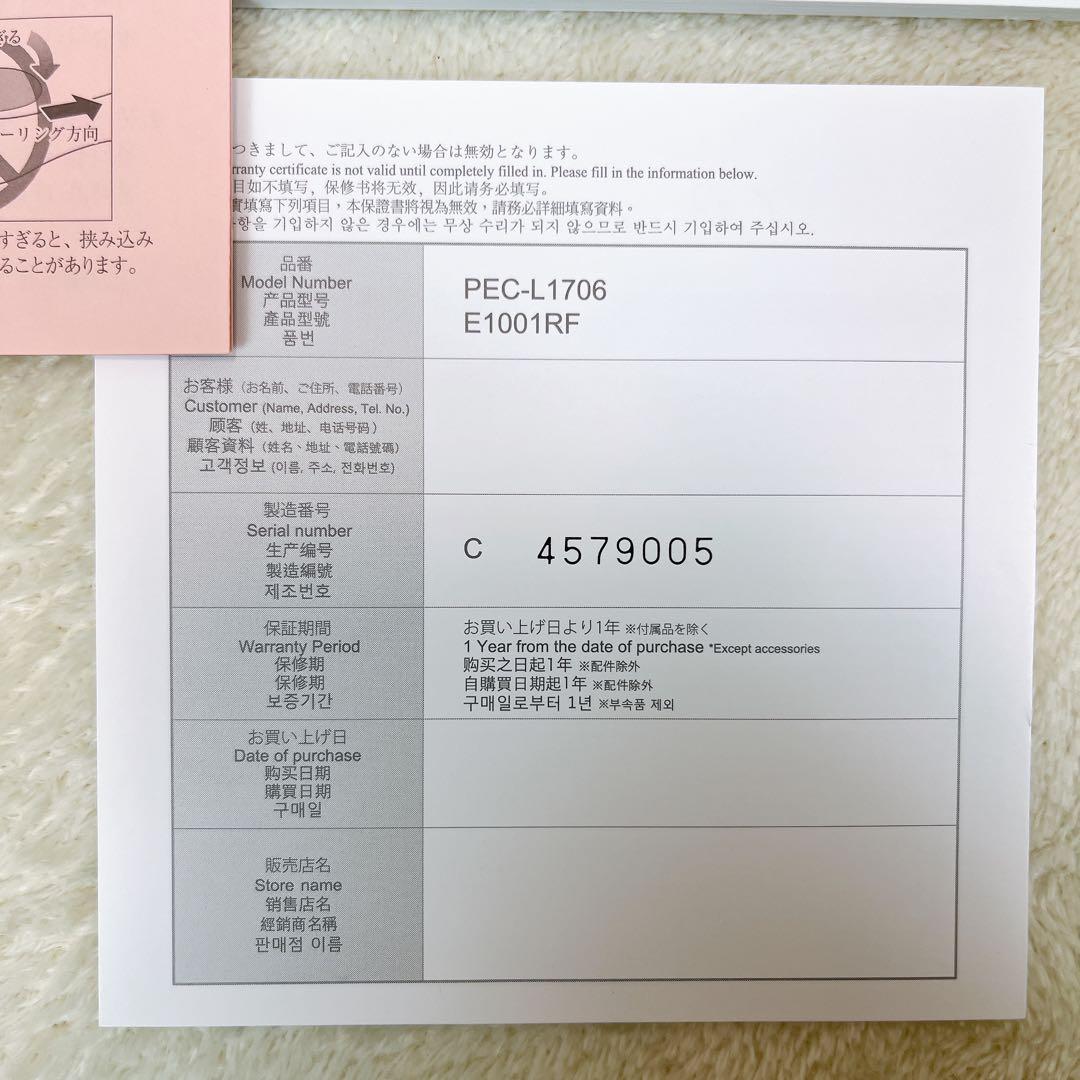 ぎる
ーリング方向
すぎると、挟み込み
ることがあります。
つきまして、ご記入のない場合は無効となります。
rranty certificate is not valid until completely filled in. Please fill in the information below.
目如不填写，保修书将无效，因此请务必填写。
實填寫下列項目，本保證書將視為無效，請務必詳細填寫資料。
항을 기입하지 않은 경우에는 무상 수리가 되지 않으므로 반드시 기입하여 주십시오.
品番
Model Number
产品型号
產品型號
품번
PEC-L1706
E1001RF
お客様（お名前、ご住所、電話番号）
Customer (Name, Address, Tel. No.)
顾客（姓、地址、电话号码）
顧客資料（姓名、地址、電話號碼）
고객정보 (이름, 주소, 전화번호)
製造番号
Serial number
生产编号
製造編號
제조번호
C 4579005
保証期間
Warranty Period
保修期
保修期
보증기간
お買い上げ日より1年 ※付属品を除く
1 Year from the date of purchase *Except accessories
购买之日起1年 ※配件除外
自購買日期起1年 ※配件除外
구매일로부터 1년 ※부속품 제외
お買い上げ日
Date of purchase
购买日期
購買日期
구매일
販売店名
Store name
销售店名
經銷商名稱
판매점 이름